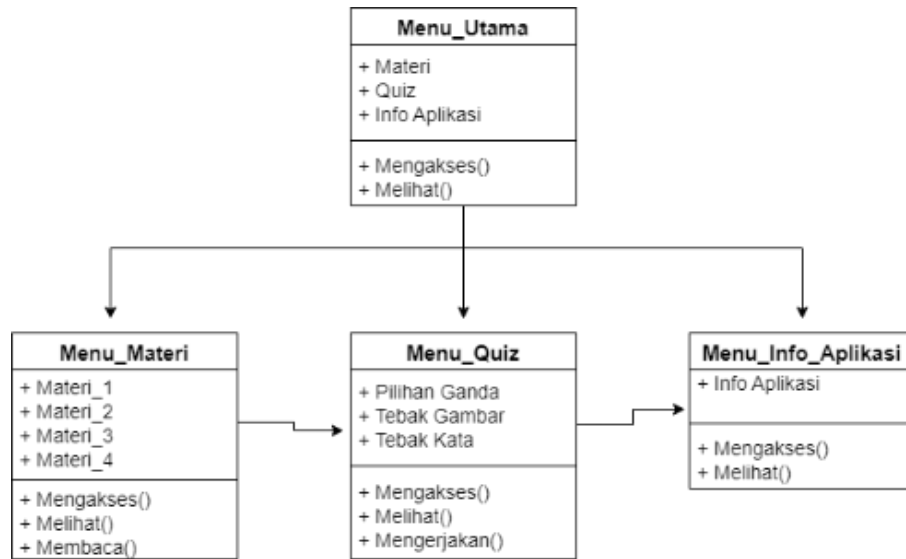 Menu_Utama
+ Materi
+ Quiz
+ Info Aplikasi
+ Mengakses()
+ Melihat()
Menu_Materi
+ Materi_1
+ Materi_2
+ Materi_3
+ Materi_4
+ Mengakses()
+ Melihat()
+ Membaca()
Menu_Quiz
+ Pilihan Ganda
+ Tebak Gambar
+ Tebak Kata
+ Mengakses()
+ Melihat()
+ Mengerjakan()
Menu_Info_Aplikasi
+ Info Aplikasi
+ Mengakses()
+ Melihat()